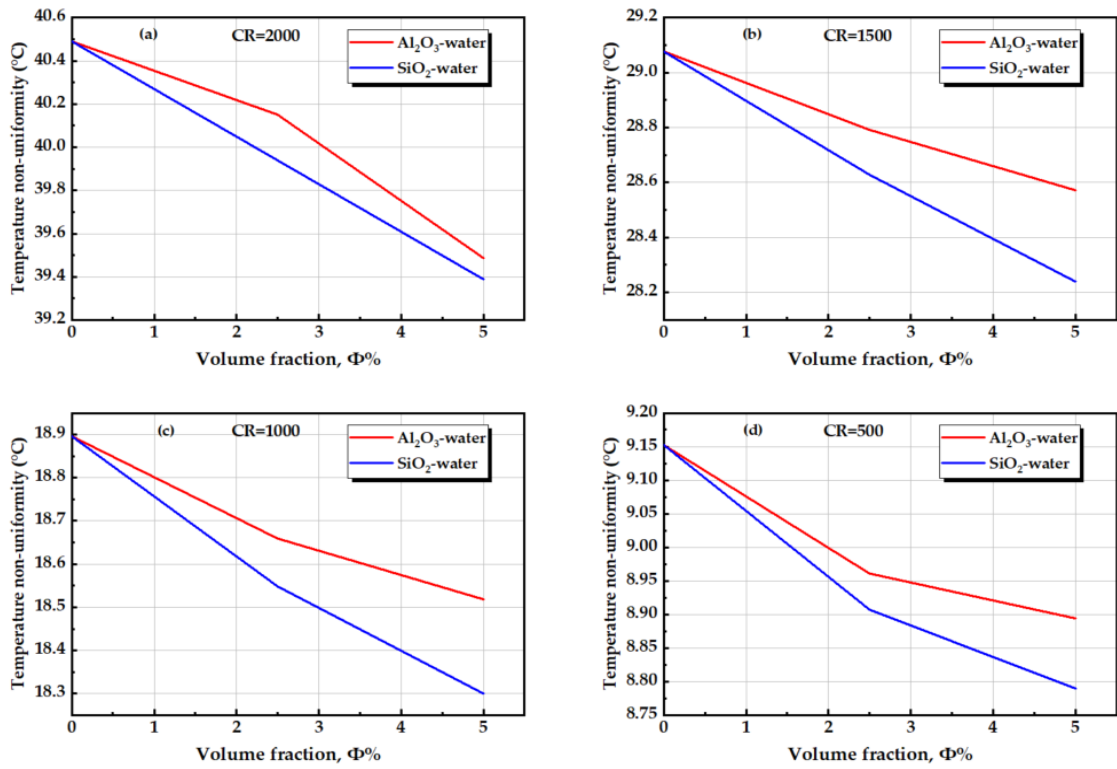 (a) CR=2000
Al₂O₃-water
SiO₂-water
Temperature non-uniformity (°C)
40.6
40.4
40.2
40.0
39.8
39.6
39.4
39.2
0 1 2 3 4 5
Volume fraction, Φ%
(b) CR=1500
Al₂O₃-water
SiO₂-water
Temperature non-uniformity (°C)
29.2
29.0
28.8
28.6
28.4
28.2
0 1 2 3 4 5
Volume fraction, Φ%
(c) CR=1000
Al₂O₃-water
SiO₂-water
Temperature non-uniformity (°C)
18.9
18.8
18.7
18.6
18.5
18.4
18.3
0 1 2 3 4 5
Volume fraction, Φ%
(d) CR=500
Al₂O₃-water
SiO₂-water
Temperature non-uniformity (°C)
9.20
9.15
9.10
9.05
9.00
8.95
8.90
8.85
8.80
8.75
0 1 2 3 4 5
Volume fraction, Φ%